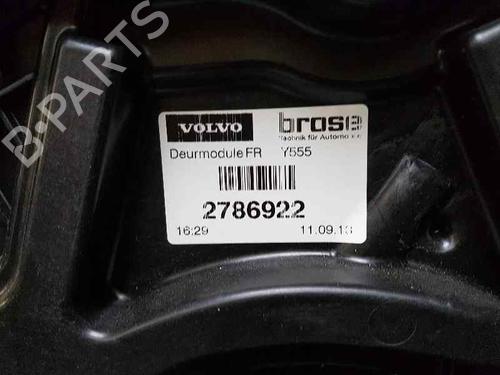 VOLVO brose
Technik für Automobile
Deurmodule FR Y555
2786922
16:29 11.09.13
B-PARTS